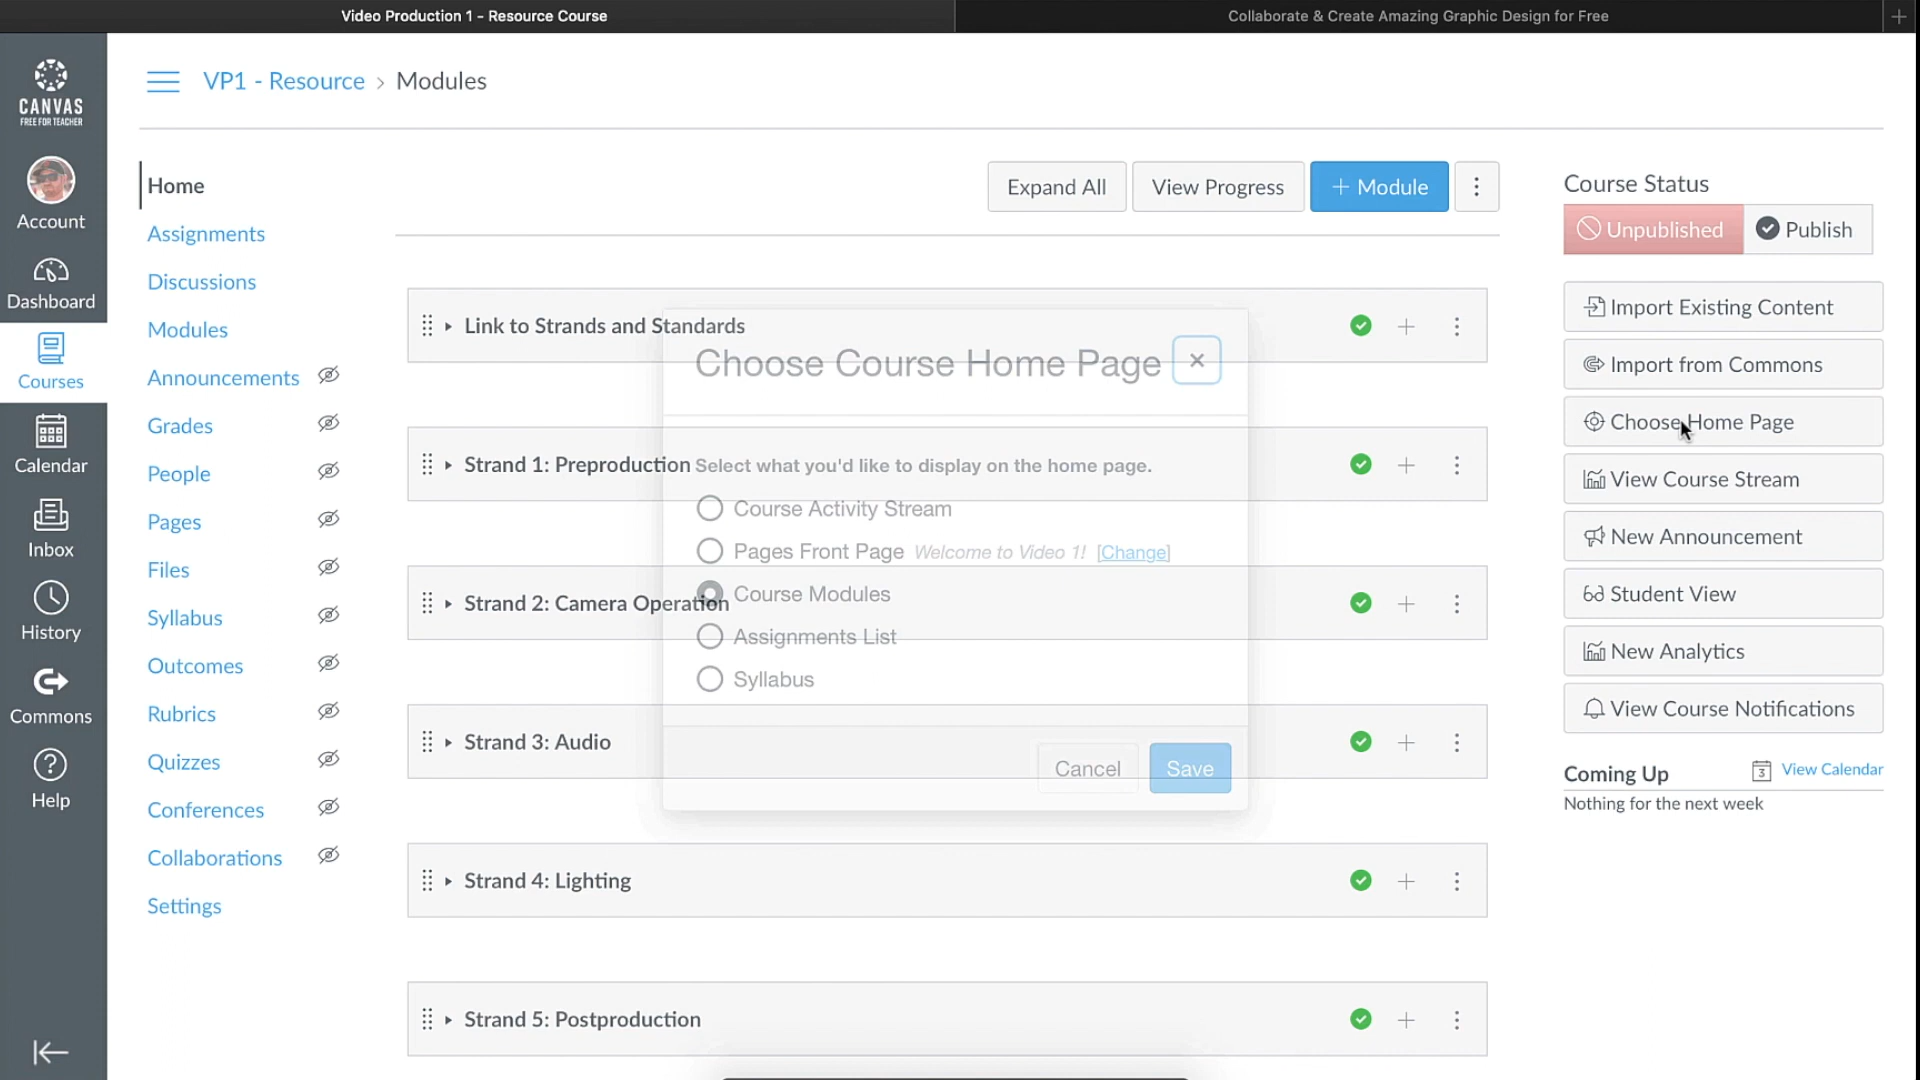 Video Production 1 – Resource Course
Collaborate & Create Amazing Graphic Design for Free
CANVAS
FREE FOR TEACHER
Account
Dashboard
Courses
Calendar
Inbox
History
Commons
Help
VP1 - Resource › Modules
Home
Assignments
Discussions
Modules
Announcements
Grades
People
Pages
Files
Syllabus
Outcomes
Rubrics
Quizzes
Conferences
Collaborations
Settings
Expand All
View Progress
+ Module
Link to Strands and Standards
Strand 1: Preproduction
Strand 2: Camera Operation
Strand 3: Audio
Strand 4: Lighting
Strand 5: Postproduction
Choose Course Home Page
Select what you'd like to display on the home page.
Course Activity Stream
Pages Front Page Welcome to Video 1! [Change]
Course Modules
Assignments List
Syllabus
Cancel
Save
Course Status
Unpublished
Publish
Import Existing Content
Import from Commons
Choose Home Page
View Course Stream
New Announcement
Student View
New Analytics
View Course Notifications
Coming Up
3
View Calendar
Nothing for the next week